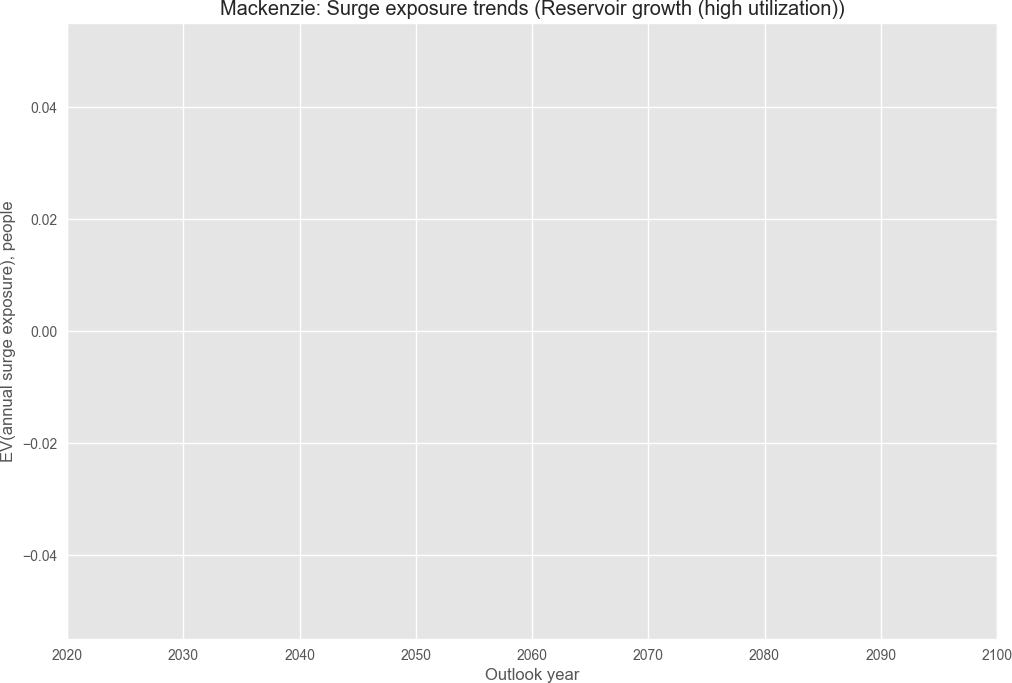 Mackenzie: Surge exposure trends (Reservoir growth (high utilization))
EV(annual surge exposure), people
0.04
0.02
0.00
−0.02
−0.04
2020 2030 2040 2050 2060 2070 2080 2090 2100
Outlook year